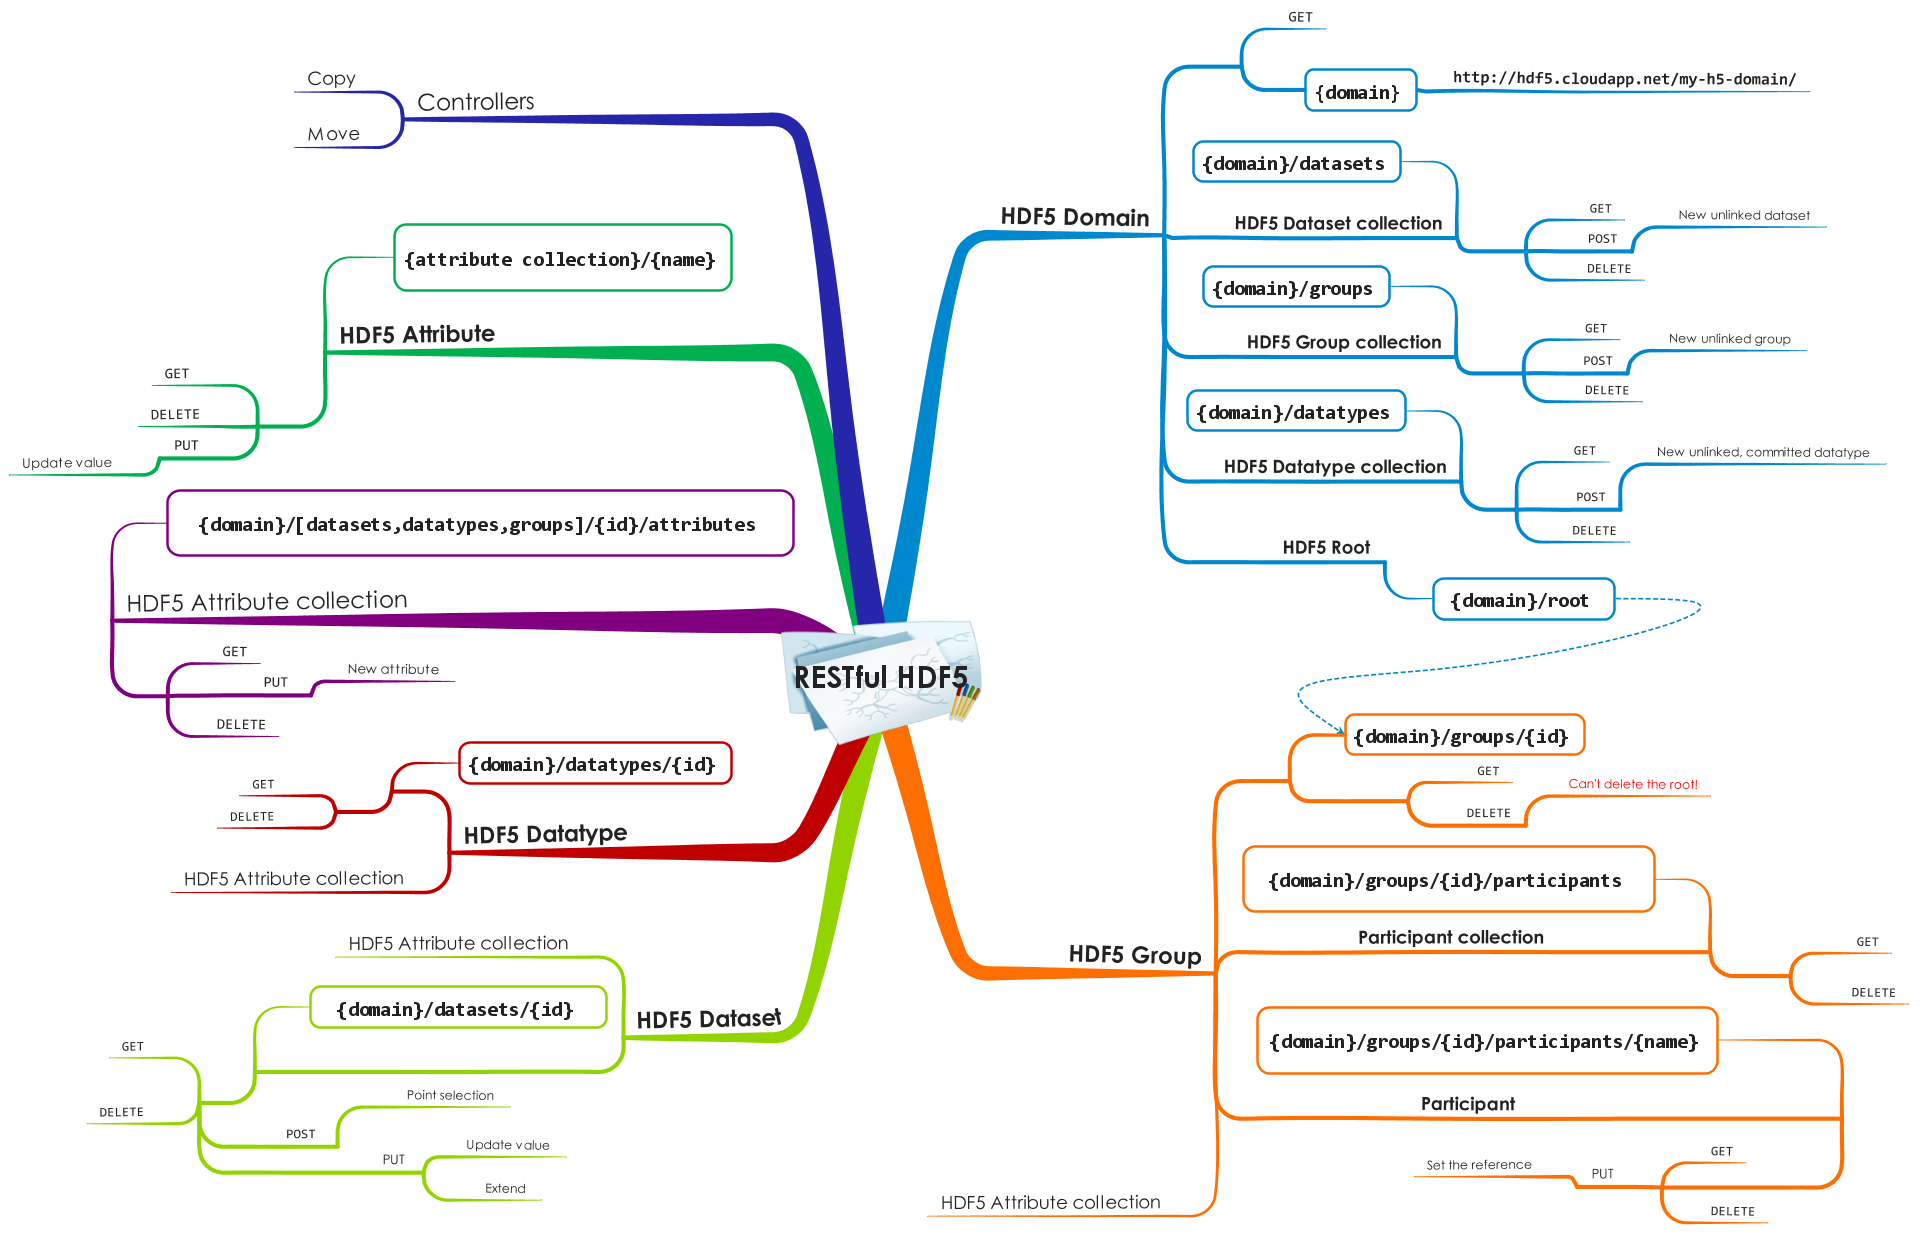 RESTful HDF5
Controllers
Copy
Move
HDF5 Attribute
{attribute collection}/{name}
GET
DELETE
PUT
Update value
HDF5 Attribute collection
{domain}/[datasets,datatypes,groups]/{id}/attributes
GET
PUT
New attribute
DELETE
HDF5 Datatype
{domain}/datatypes/{id}
GET
DELETE
HDF5 Attribute collection
HDF5 Dataset
HDF5 Attribute collection
{domain}/datasets/{id}
GET
DELETE
POST
Point selection
PUT
Update value
Extend
HDF5 Domain
GET
{domain}
http://hdf5.cloudapp.net/my-h5-domain/
{domain}/datasets
HDF5 Dataset collection
GET
POST
New unlinked dataset
DELETE
{domain}/groups
HDF5 Group collection
GET
POST
New unlinked group
DELETE
{domain}/datatypes
HDF5 Datatype collection
GET
POST
New unlinked, committed datatype
DELETE
HDF5 Root
{domain}/root
HDF5 Group
{domain}/groups/{id}
GET
DELETE
Can't delete the root!
{domain}/groups/{id}/participants
Participant collection
GET
DELETE
{domain}/groups/{id}/participants/{name}
Participant
GET
PUT
Set the reference
DELETE
HDF5 Attribute collection